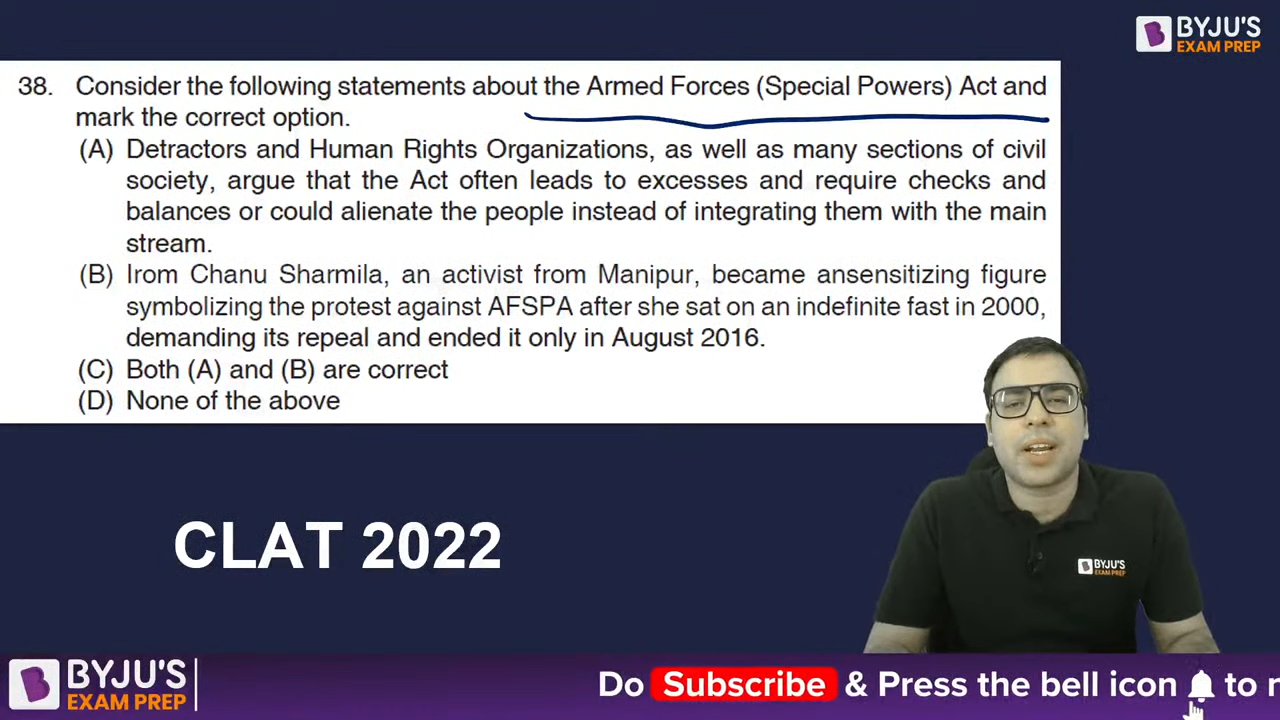 BYJU'S
EXAM PREP
38. Consider the following statements about the Armed Forces (Special Powers) Act and
mark the correct option.
(A) Detractors and Human Rights Organizations, as well as many sections of civil
society, argue that the Act often leads to excesses and require checks and
balances or could alienate the people instead of integrating them with the main
stream.
(B) Irom Chanu Sharmila, an activist from Manipur, became ansensitizing figure
symbolizing the protest against AFSPA after she sat on an indefinite fast in 2000,
demanding its repeal and ended it only in August 2016.
(C) Both (A) and (B) are correct
(D) None of the above
CLAT 2022
BYJU'S
EXAM PREP
BYJU'S
EXAM PREP
Do Subscribe & Press the bell icon to